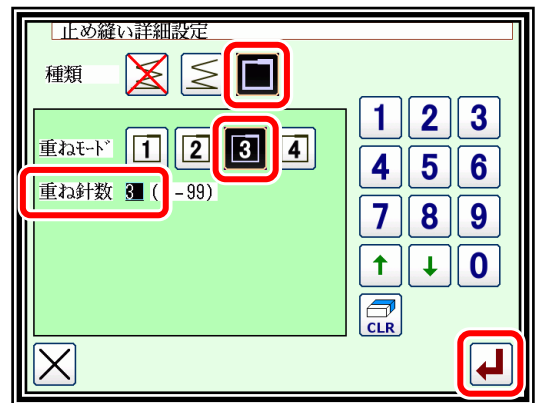 止め縫い詳細設定
種類
重ねモード 1 2 3 4
重ね針数 3 ( -99)
1 2 3
4 5 6
7 8 9
↑ ↓ 0
CLR